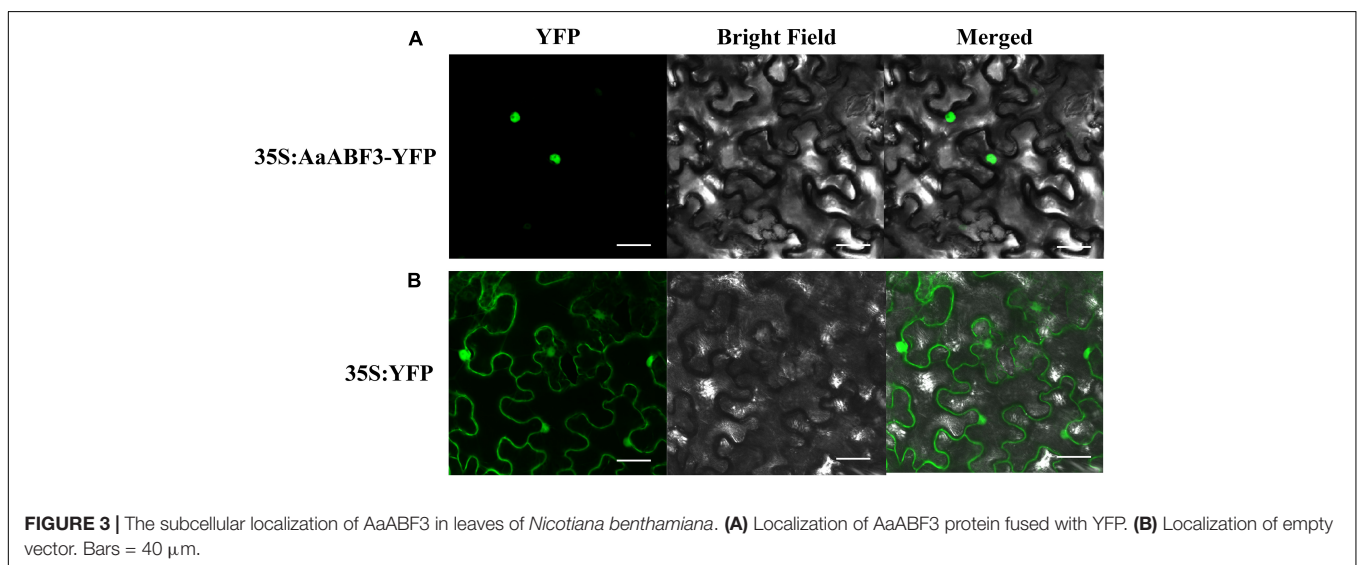 A
YFP
Bright Field
Merged
35S:AaABF3-YFP
B
35S:YFP
FIGURE 3 | The subcellular localization of AaABF3 in leaves of Nicotiana benthamiana. (A) Localization of AaABF3 protein fused with YFP. (B) Localization of empty
vector. Bars = 40 μm.